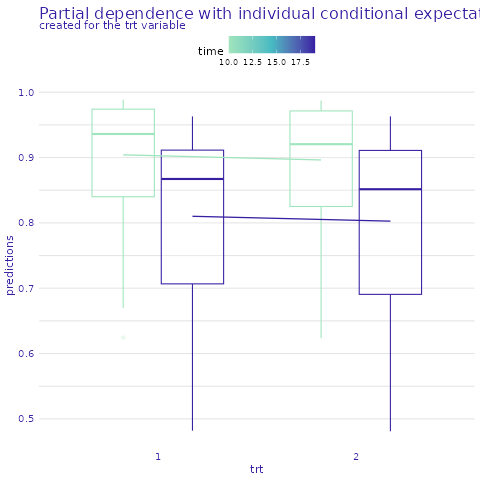 Partial dependence with individual conditional expectat
created for the trt variable
time
10.0 12.5 15.0 17.5
1.0
0.9
0.8
0.7
0.6
0.5
predictions
1 2
trt